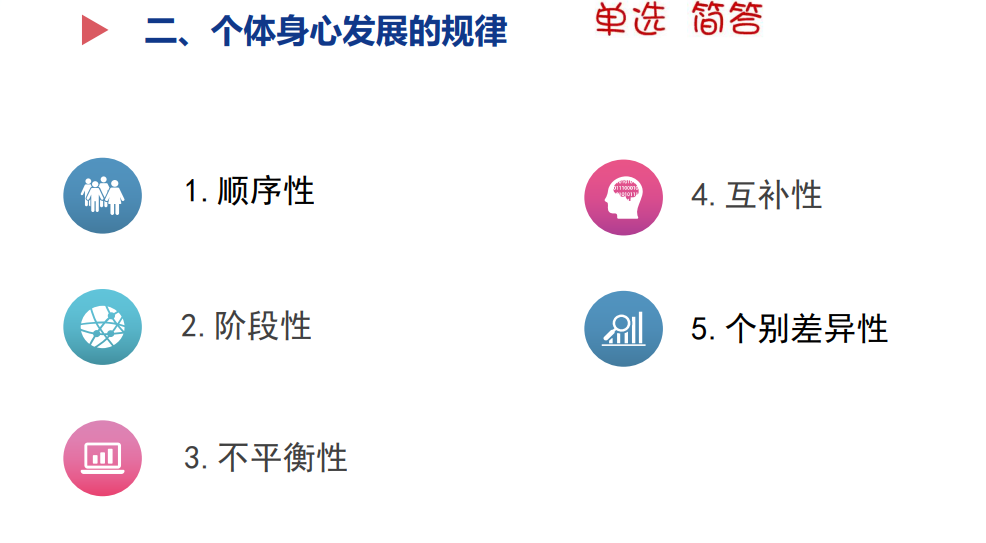 二、个体身心发展的规律
单选 简答
1.顺序性
2.阶段性
3.不平衡性
4.互补性
5.个别差异性